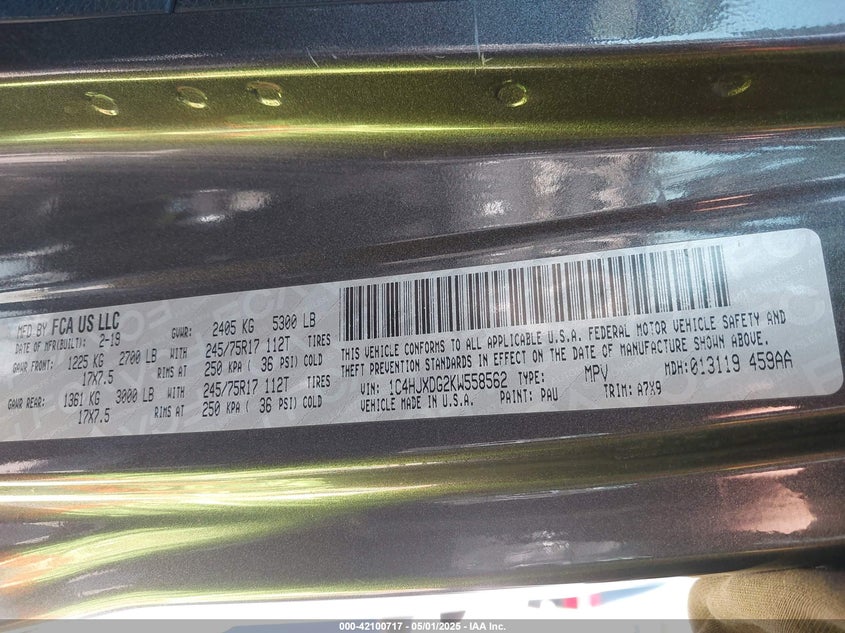 MFD BY FCA US LLC
DATE OF MFR(BUILT): 2-19 GVWR: 2405 KG 5300 LB
GAWR FRONT: 1225 KG 2700 LB WITH 245/75R17 112T TIRES
17X7.5 RIMS AT 250 KPA ( 36 PSI) COLD
GAWR REAR: 1361 KG 3000 LB WITH 245/75R17 112T TIRES
17X7.5 RIMS AT 250 KPA ( 36 PSI) COLD
THIS VEHICLE CONFORMS TO ALL APPLICABLE U.S.A. FEDERAL MOTOR VEHICLE SAFETY AND
THEFT PREVENTION STANDARDS IN EFFECT ON THE DATE OF MANUFACTURE SHOWN ABOVE.
MDH:013119 459AA
VIN: 1C4HJXDG2KW558562 TYPE: MPV
VEHICLE MADE IN U.S.A. PAINT: PAU TRIM: A7X9
000-42100717 - 05/01/2025 - IAA Inc.